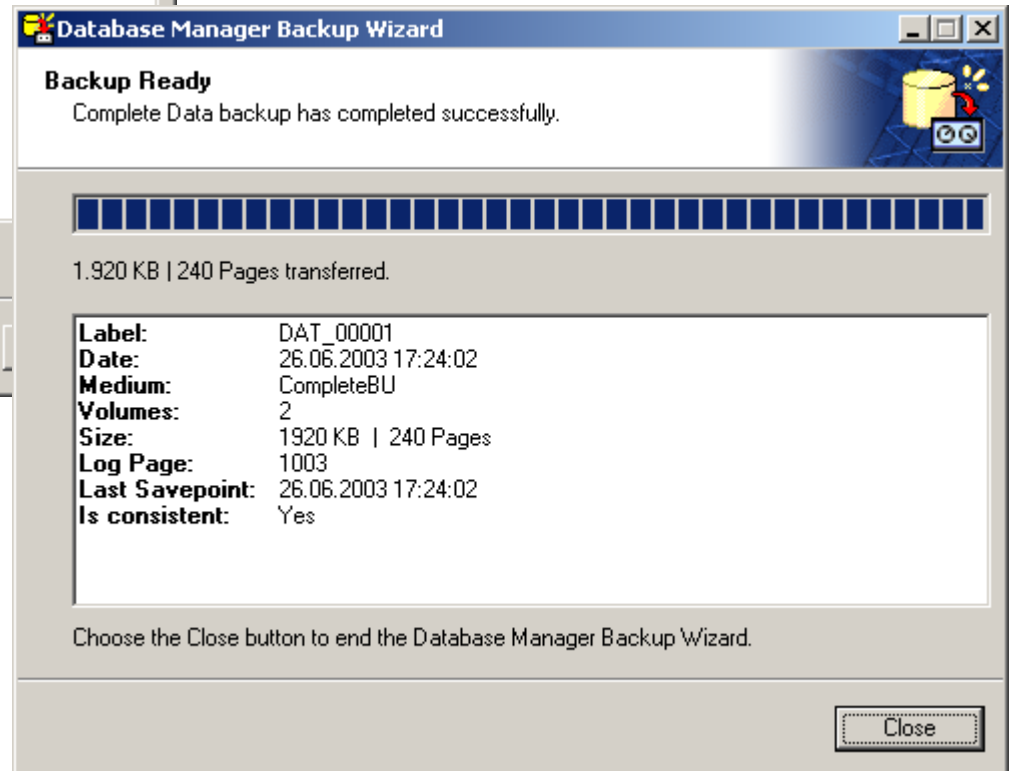 Database Manager Backup Wizard
Backup Ready
Complete Data backup has completed successfully.
1.920 KB | 240 Pages transferred.
Label: DAT_00001
Date: 26.06.2003 17:24:02
Medium: CompleteBU
Volumes: 2
Size: 1920 KB | 240 Pages
Log Page: 1003
Last Savepoint: 26.06.2003 17:24:02
Is consistent: Yes
Choose the Close button to end the Database Manager Backup Wizard.
Close